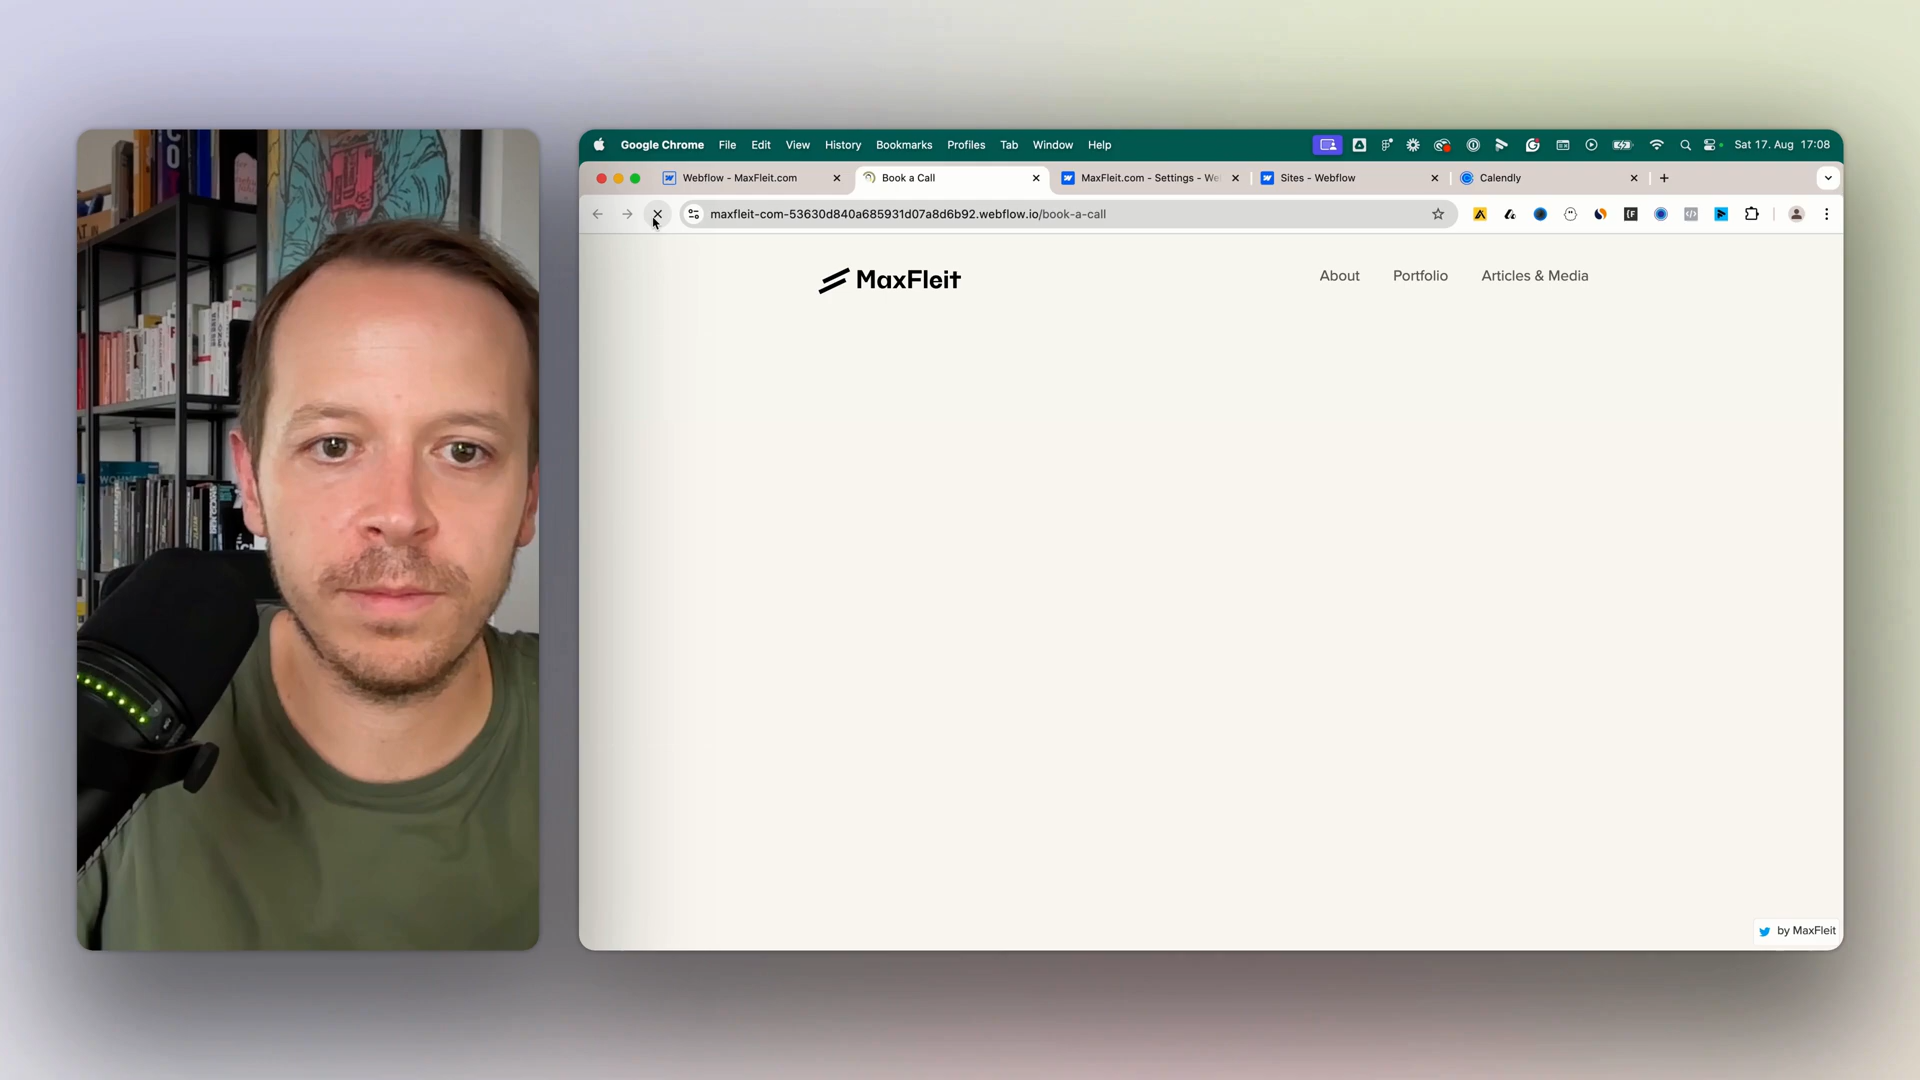 Google Chrome File Edit View History Bookmarks Profiles Tab Window Help Sat 17. Aug 17:08
Webflow - MaxFleit.com Book a Call MaxFleit.com - Settings - We Sites - Webflow Calendly
maxfleit-com-53630d840a685931d07a8d6b92.webflow.io/book-a-call
MaxFleit About Portfolio Articles & Media
by MaxFleit